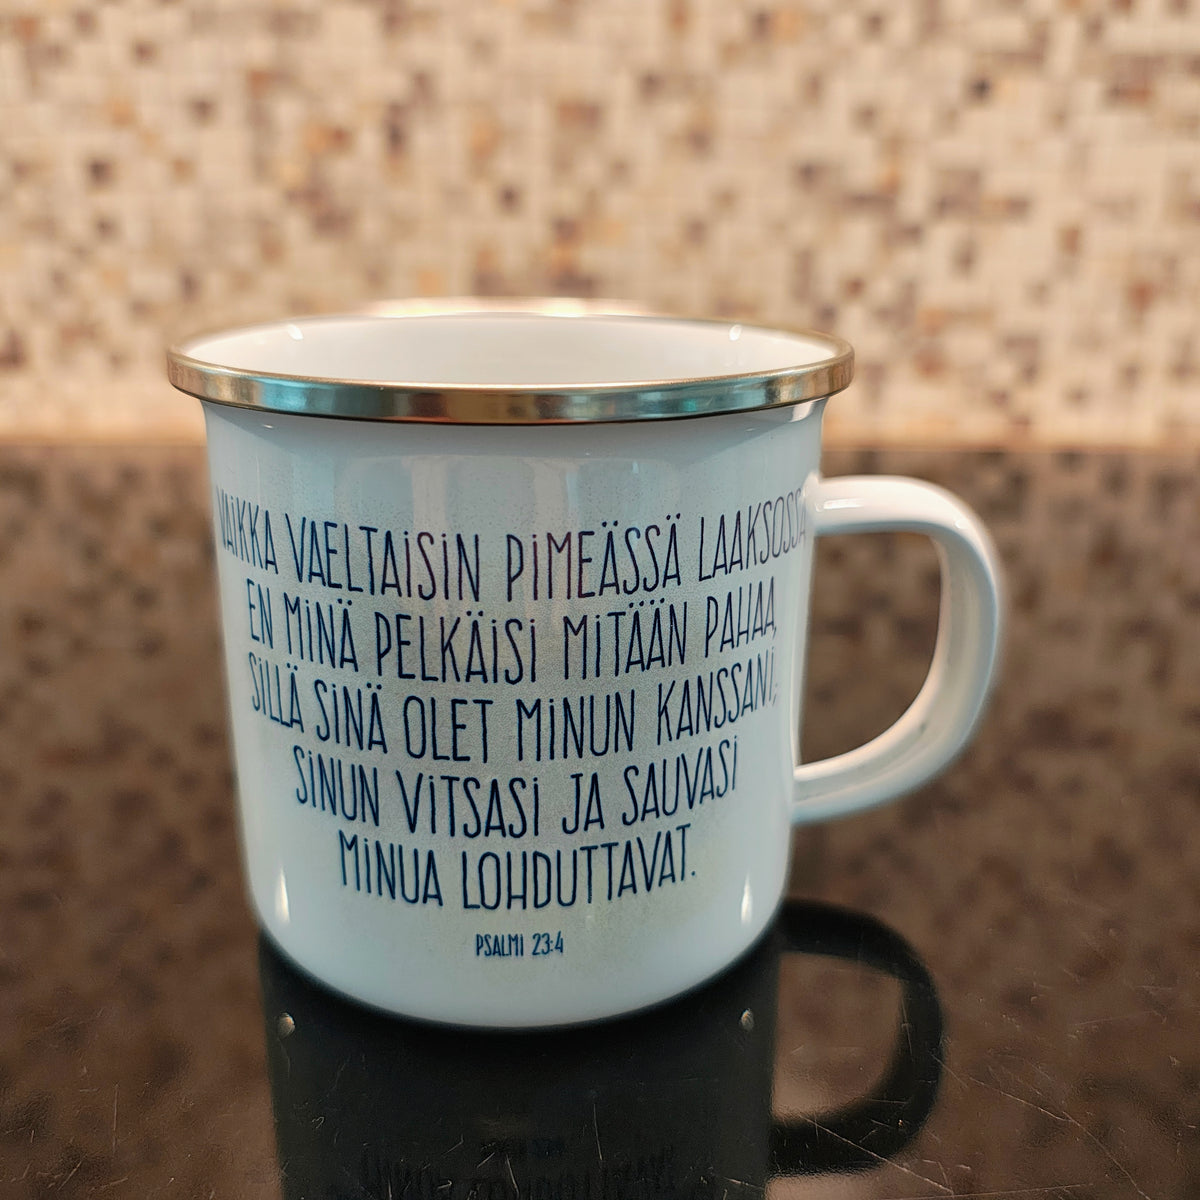 VAIKKA VAELTAISIN PIMEÄSSÄ LAAKSOSSA
EN MINÄ PELKÄISI MITÄÄN PAHAA,
SILLÄ SINÄ OLET MINUN KANSSANI;
SINUN VITSASI JA SAUVASI
MINUA LOHDUTTAVAT.
PSALMI 23:4